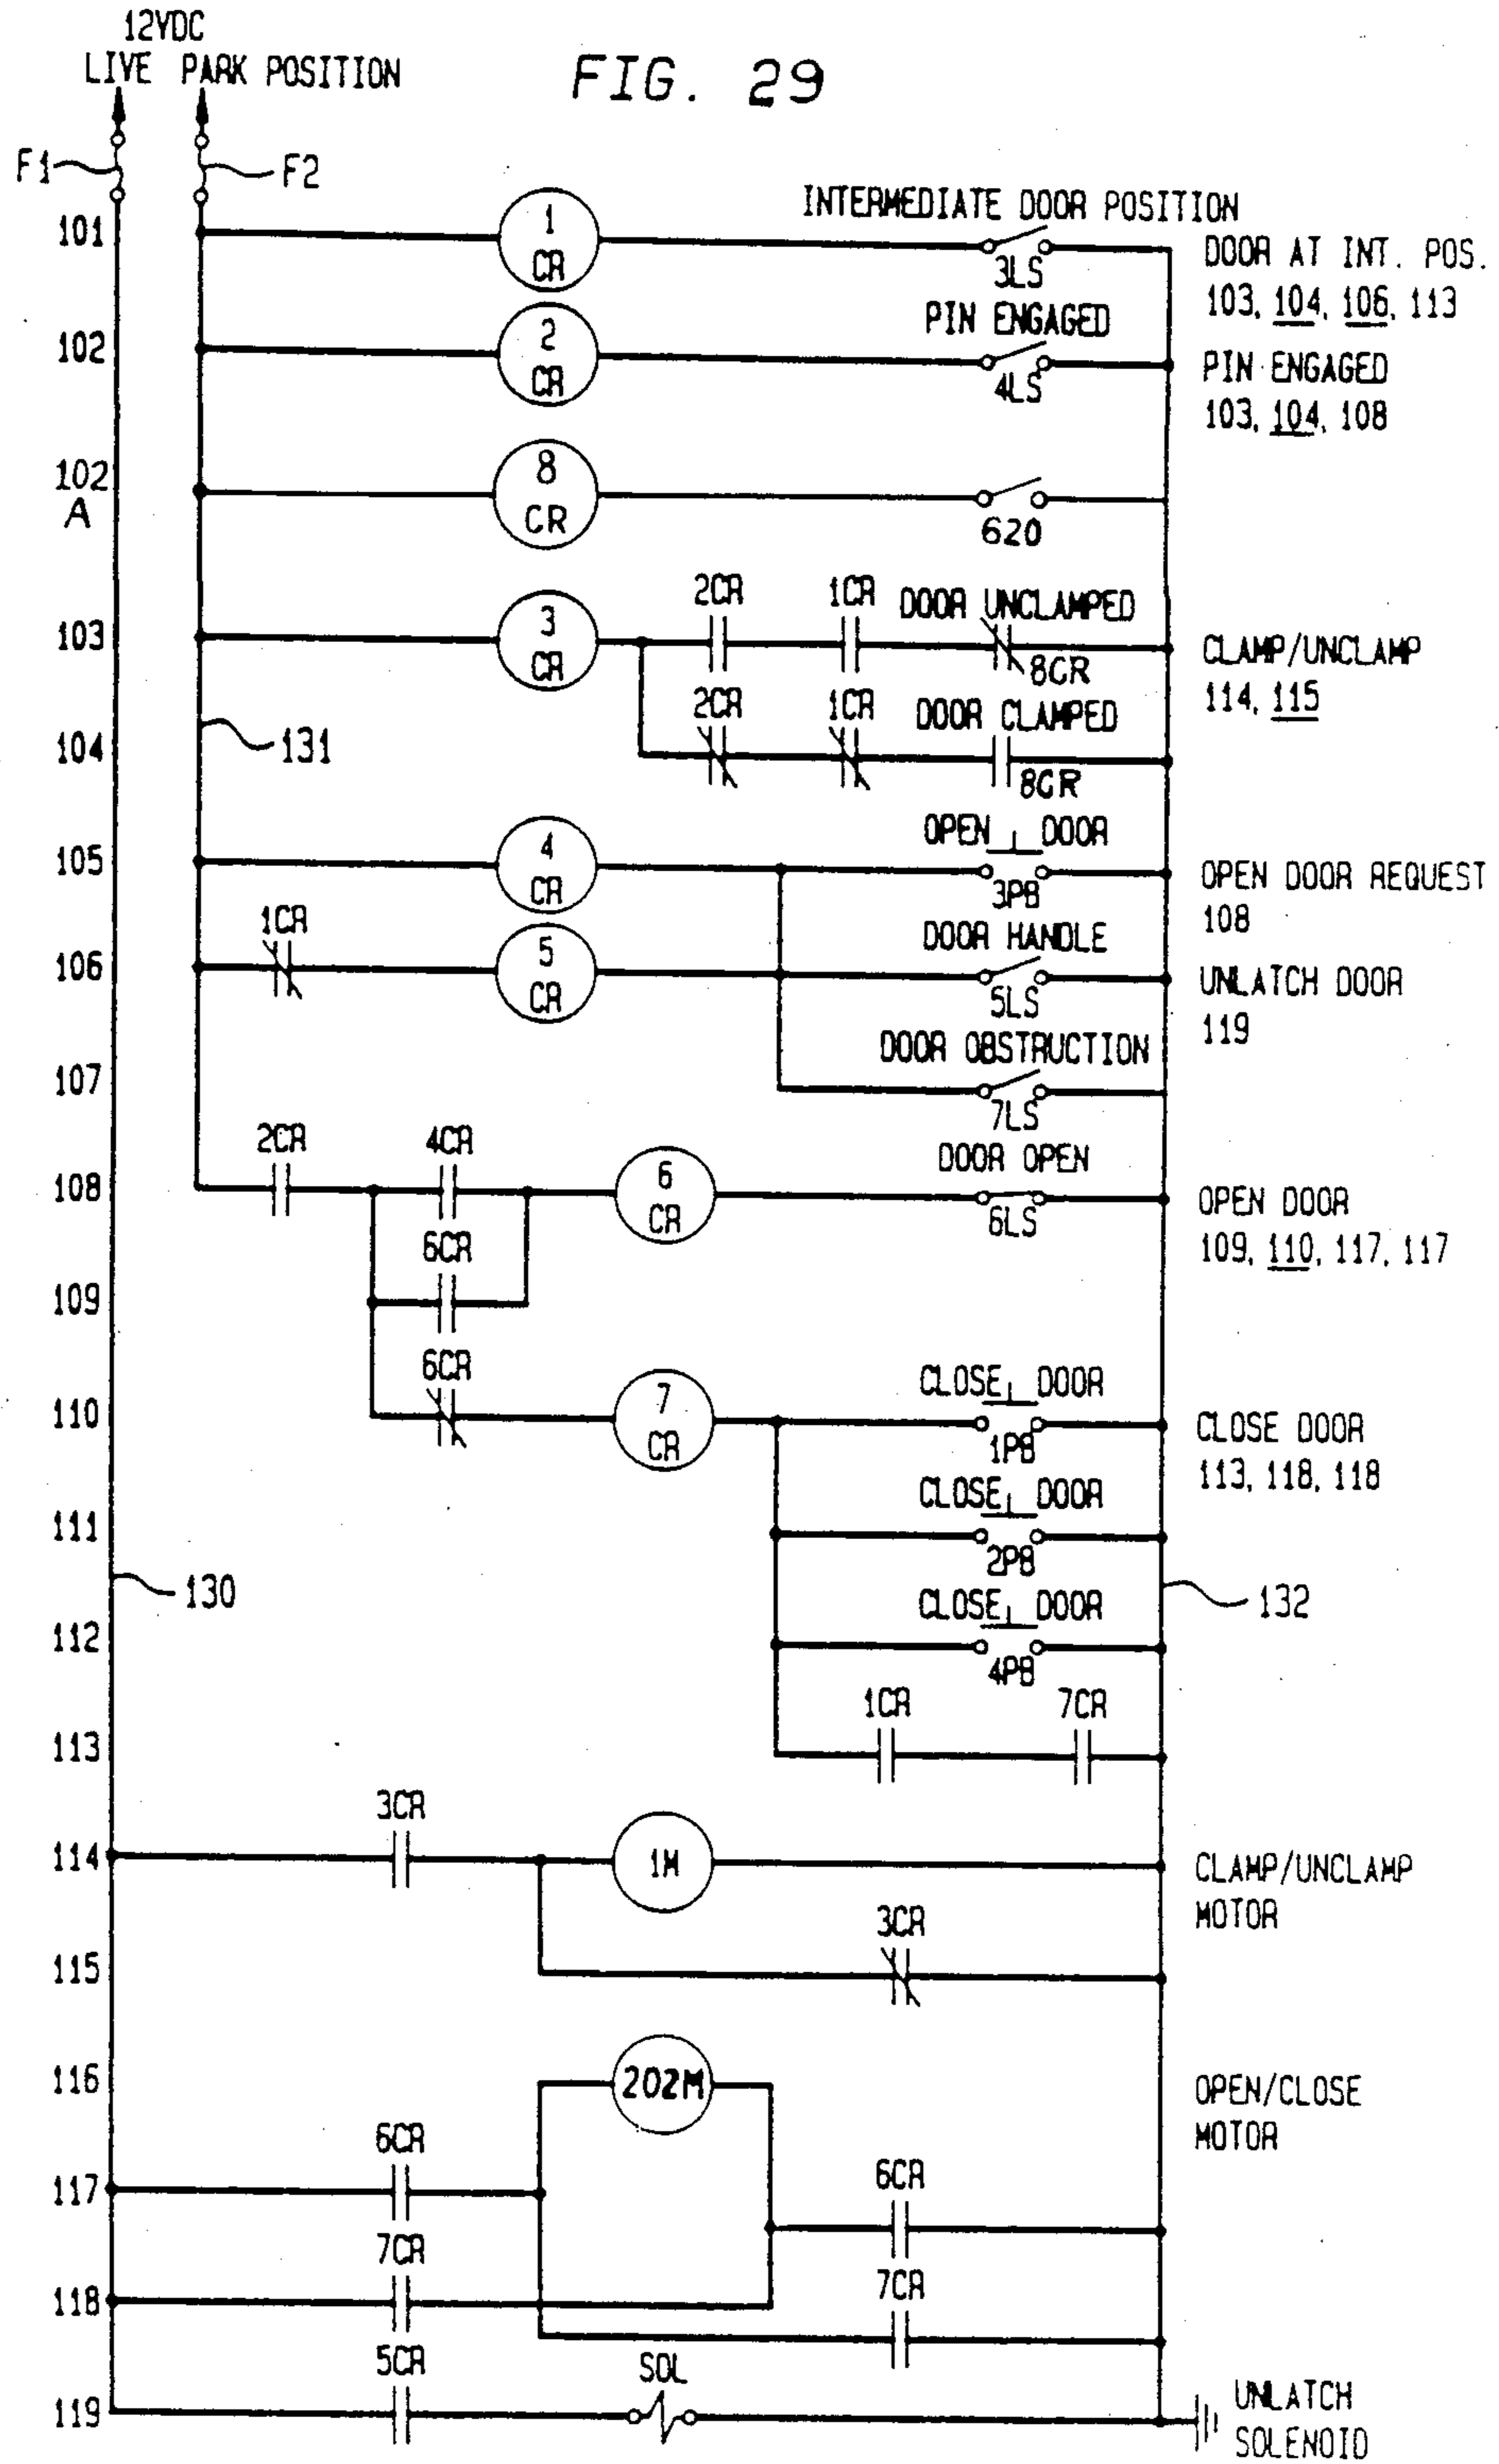 12VDC
LIVE PARK POSITION
FIG. 29
F1
F2
101
1
CR
INTERMEDIATE DOOR POSITION
3LS
DOOR AT INT. POS.
103, 104, 106, 113
102
2
CR
PIN ENGAGED
4LS
PIN ENGAGED
103, 104, 108
102
A
8
CR
620
103
3
CR
2CR
1CR
DOOR UNCLAMPED
8CR
CLAMP/UNCLAMP
114, 115
104
131
2CR
1CR
DOOR CLAMPED
8CR
105
4
CR
OPEN DOOR
3PB
OPEN DOOR REQUEST
108
106
1CR
5
CR
DOOR HANDLE
5LS
UNLATCH DOOR
119
107
DOOR OBSTRUCTION
7LS
108
2CR
4CR
6
CR
DOOR OPEN
6LS
OPEN DOOR
109, 110, 117, 117
109
6CR
110
6CR
7
CR
CLOSE DOOR
1PB
CLOSE DOOR
113, 118, 118
111
CLOSE DOOR
2PB
130
132
112
CLOSE DOOR
4PB
113
1CR
7CR
114
3CR
1M
CLAMP/UNCLAMP
MOTOR
115
3CR
116
202M
OPEN/CLOSE
MOTOR
117
6CR
6CR
118
7CR
7CR
119
5CR
SOL
UNLATCH
SOLENOID